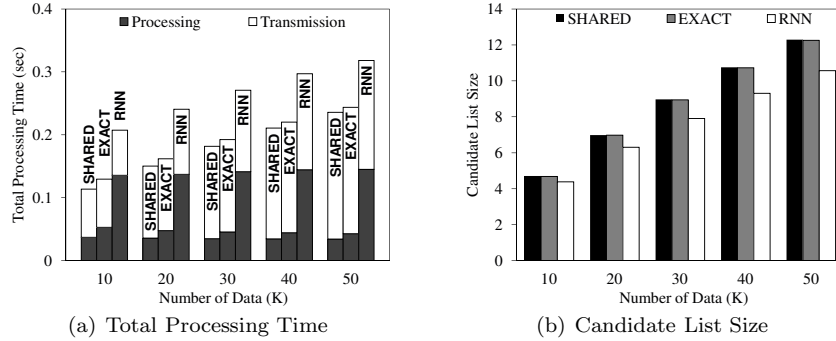 0.4
0.3
0.2
0.1
0
Total Processing Time (sec)
Processing
Transmission
SHARED
EXACT
RNN
SHARED
EXACT
RNN
SHARED
EXACT
RNN
SHARED
EXACT
RNN
SHARED
EXACT
RNN
10 20 30 40 50
Number of Data (K)
(a) Total Processing Time
14
12
10
8
6
4
2
0
Candidate List Size
SHARED
EXACT
RNN
10 20 30 40 50
Number of Data (K)
(b) Candidate List Size